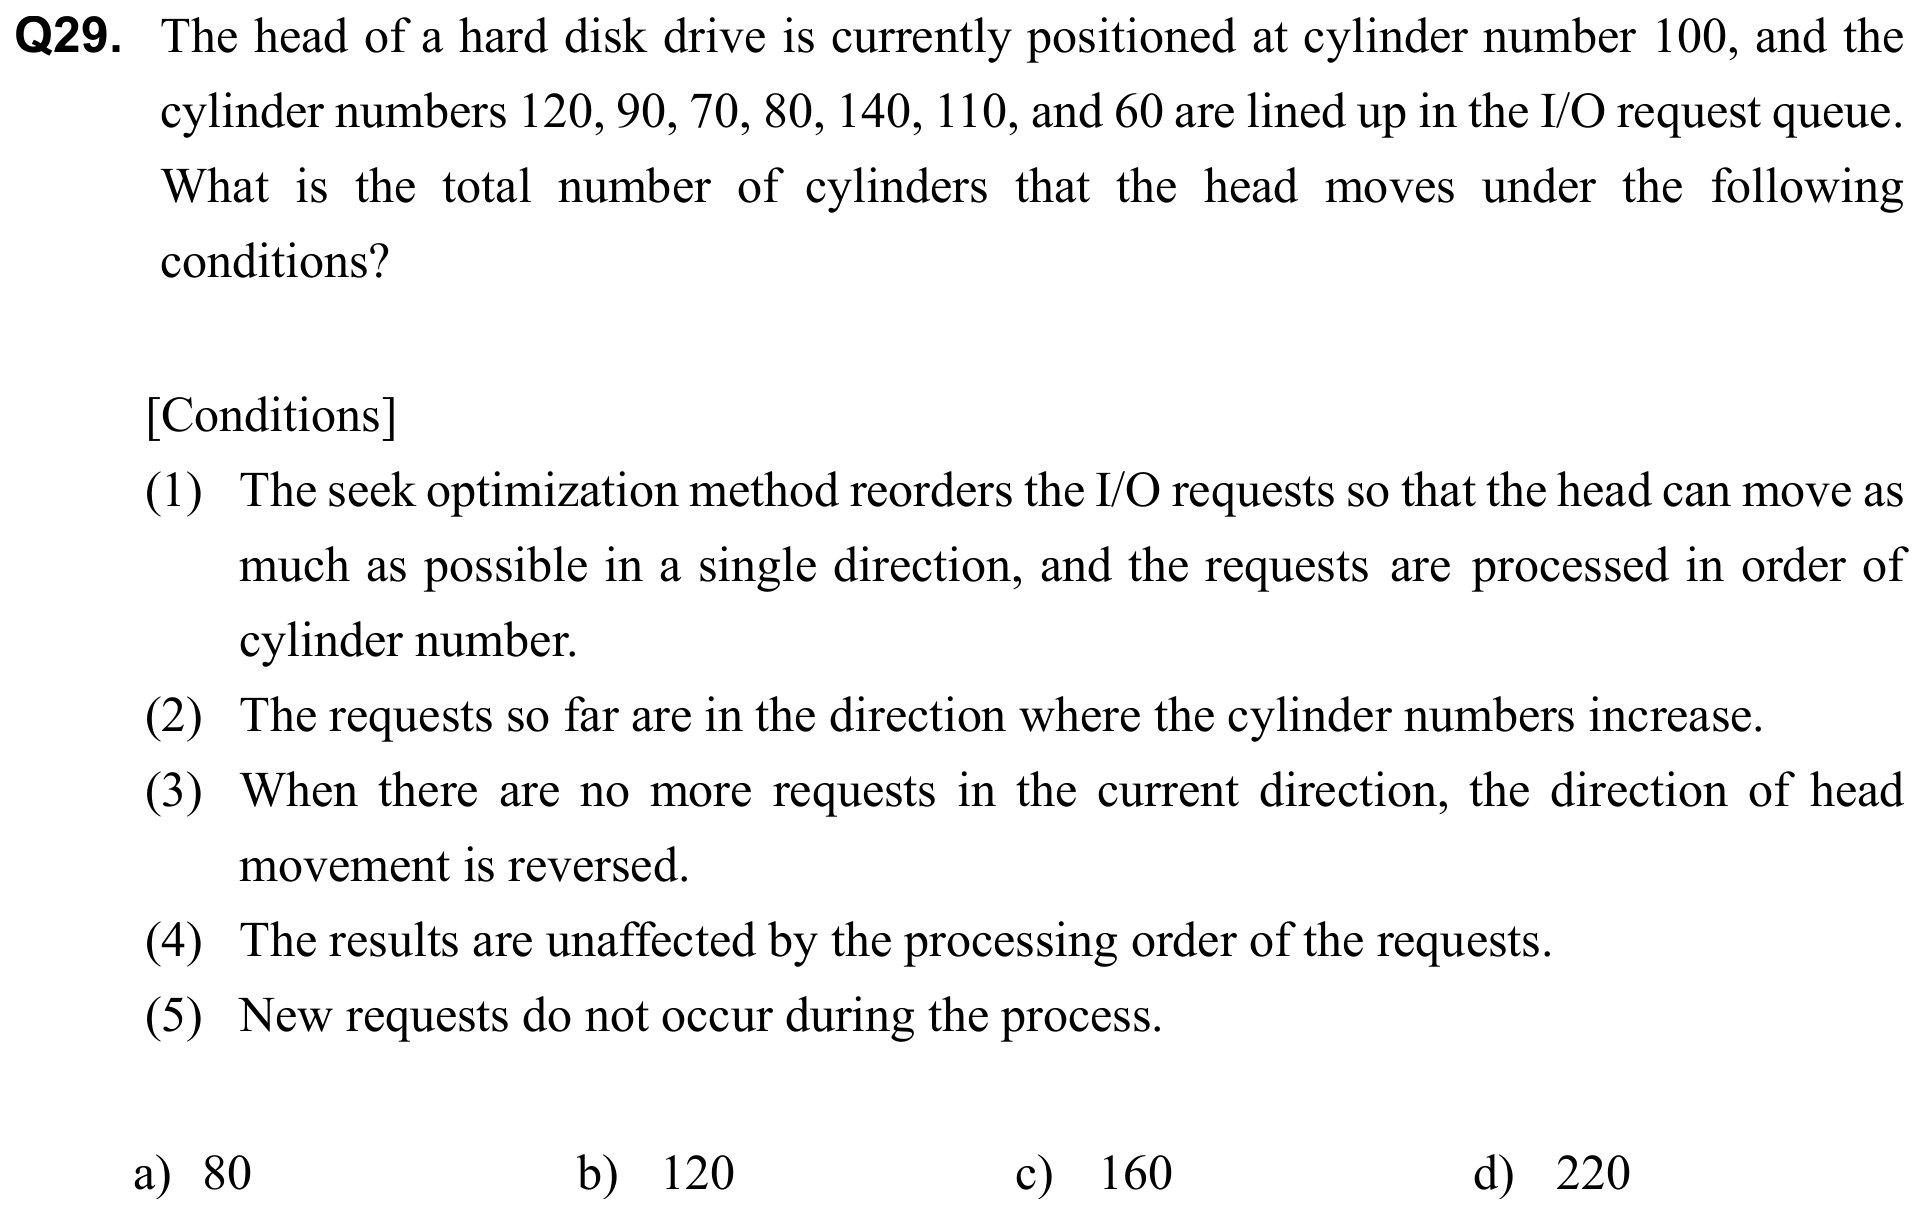 Q29. The head of a hard disk drive is currently positioned at cylinder number 100, and the
cylinder numbers 120, 90, 70, 80, 140, 110, and 60 are lined up in the I/O request queue.
What is the total number of cylinders that the head moves under the following
conditions?
[Conditions]
(1) The seek optimization method reorders the I/O requests so that the head can move as
much as possible in a single direction, and the requests are processed in order of
cylinder number.
(2) The requests so far are in the direction where the cylinder numbers increase.
(3) When there are no more requests in the current direction, the direction of head
movement is reversed.
(4) The results are unaffected by the processing order of the requests.
(5) New requests do not occur during the process.
a) 80 b) 120 c) 160 d) 220